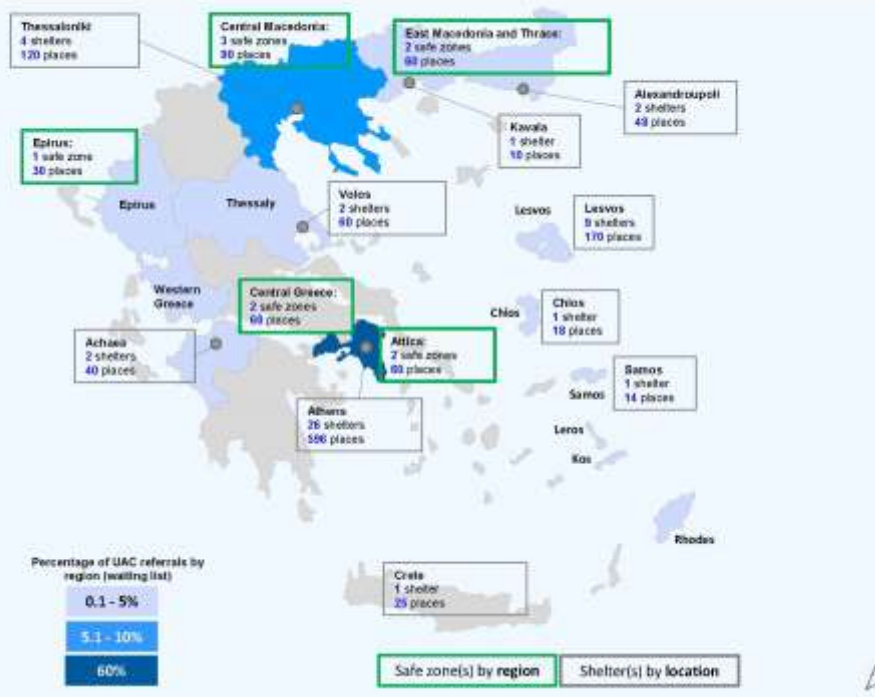 Thessaloniki
4 shelters
120 places
Central Macedonia:
3 safe zones
90 places
East Macedonia and Thrace:
2 safe zones
60 places
Alexandroupoli
2 shelters
49 places
Kavala
1 shelter
10 places
Epirus:
1 safe zone
30 places
Epirus
Thessaly
Volos
2 shelters
60 places
Lesvos
Lesvos
5 shelters
170 places
Western
Greece
Central Greece:
2 safe zones
60 places
Chios
Chios
1 shelter
18 places
Achaea
2 shelters
40 places
Attica:
2 safe zones
60 places
Samos
1 shelter
14 places
Samos
Athens
26 shelters
places
Leros
Kos
Rhodes
Percentage of UAC referrals by
region (waiting list)
0.1 - 5%
5.1 - 10%
60%
Crete
1 shelter
25 places
Safe zone(s) by region
Shelter(s) by location